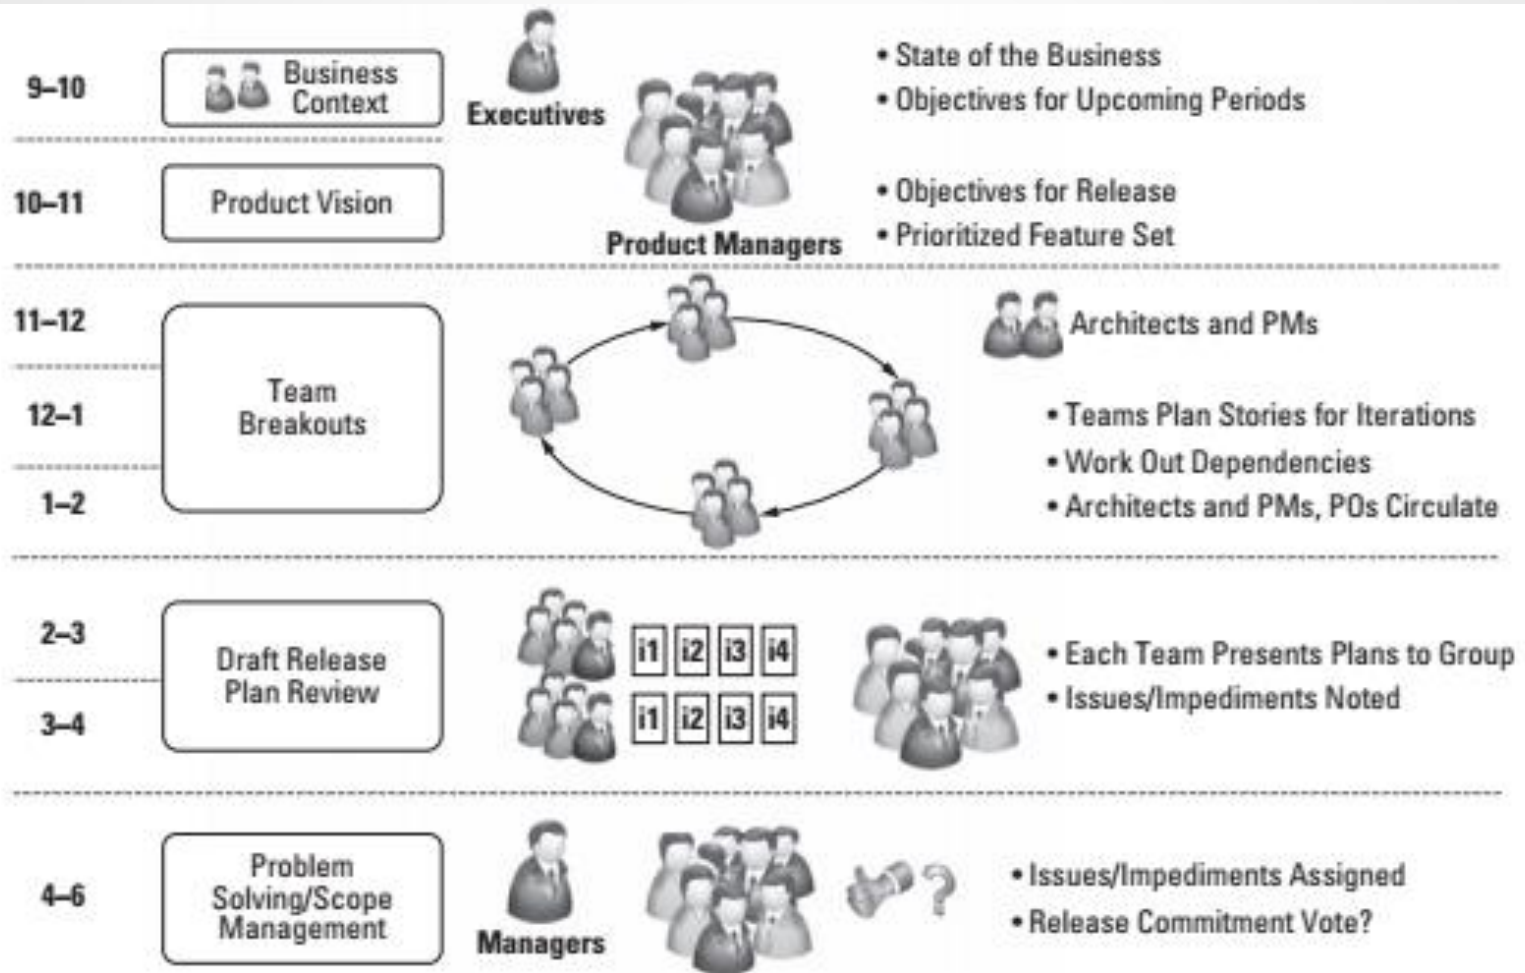 9–10
Business
Context
Executives
• State of the Business
• Objectives for Upcoming Periods
10–11
Product Vision
Product Managers
• Objectives for Release
• Prioritized Feature Set
11–12
12–1
1–2
Team
Breakouts
Architects and PMs
• Teams Plan Stories for Iterations
• Work Out Dependencies
• Architects and PMs, POs Circulate
2–3
3–4
Draft Release
Plan Review
i1 i2 i3 i4
i1 i2 i3 i4
• Each Team Presents Plans to Group
• Issues/Impediments Noted
4–6
Problem
Solving/Scope
Management
Managers
?
• Issues/Impediments Assigned
• Release Commitment Vote?